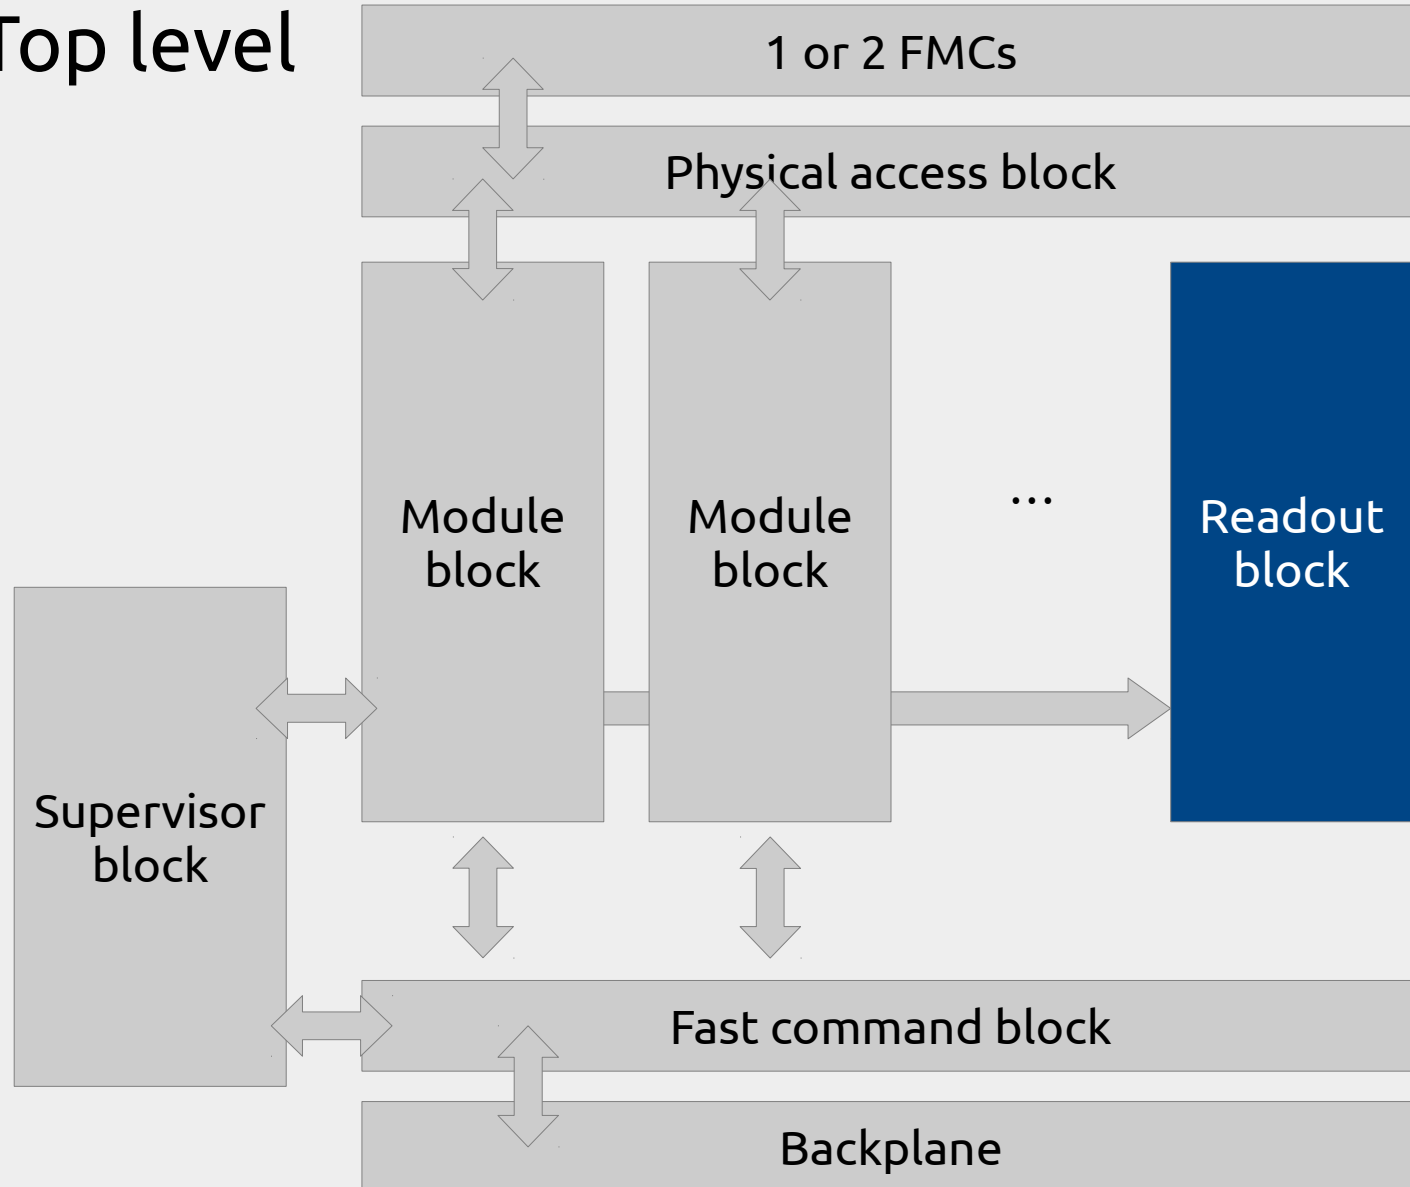 Top level
1 or 2 FMCs
Physical access block
Module
block
Module
block
...
Readout
block
Supervisor
block
Fast command block
Backplane